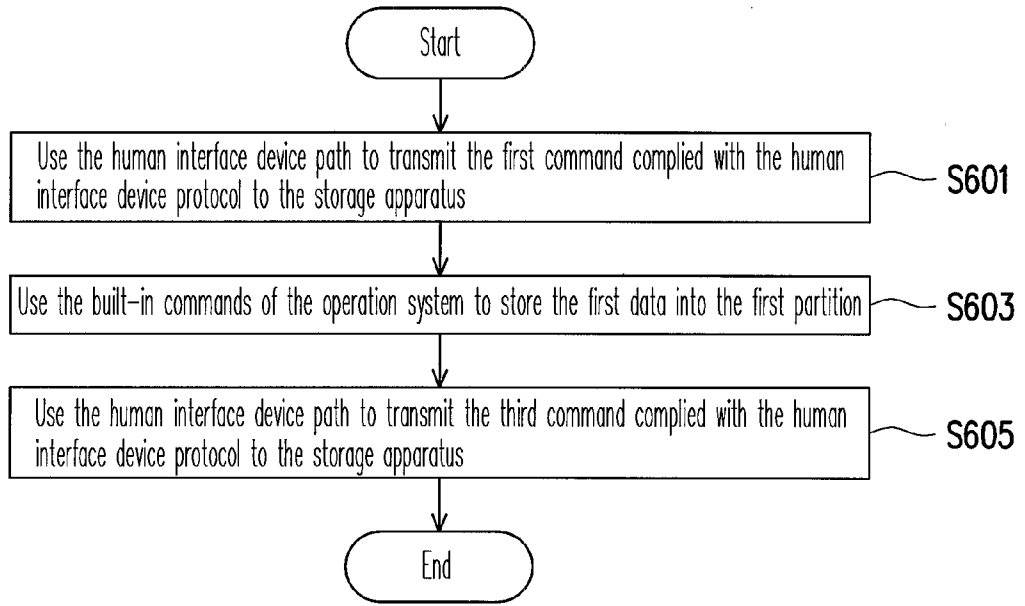 Start
Use the human interface device path to transmit the first command complied with the human
interface device protocol to the storage apparatus
S601
Use the built-in commands of the operation system to store the first data into the first partition
S603
Use the human interface device path to transmit the third command complied with the human
interface device protocol to the storage apparatus
S605
End